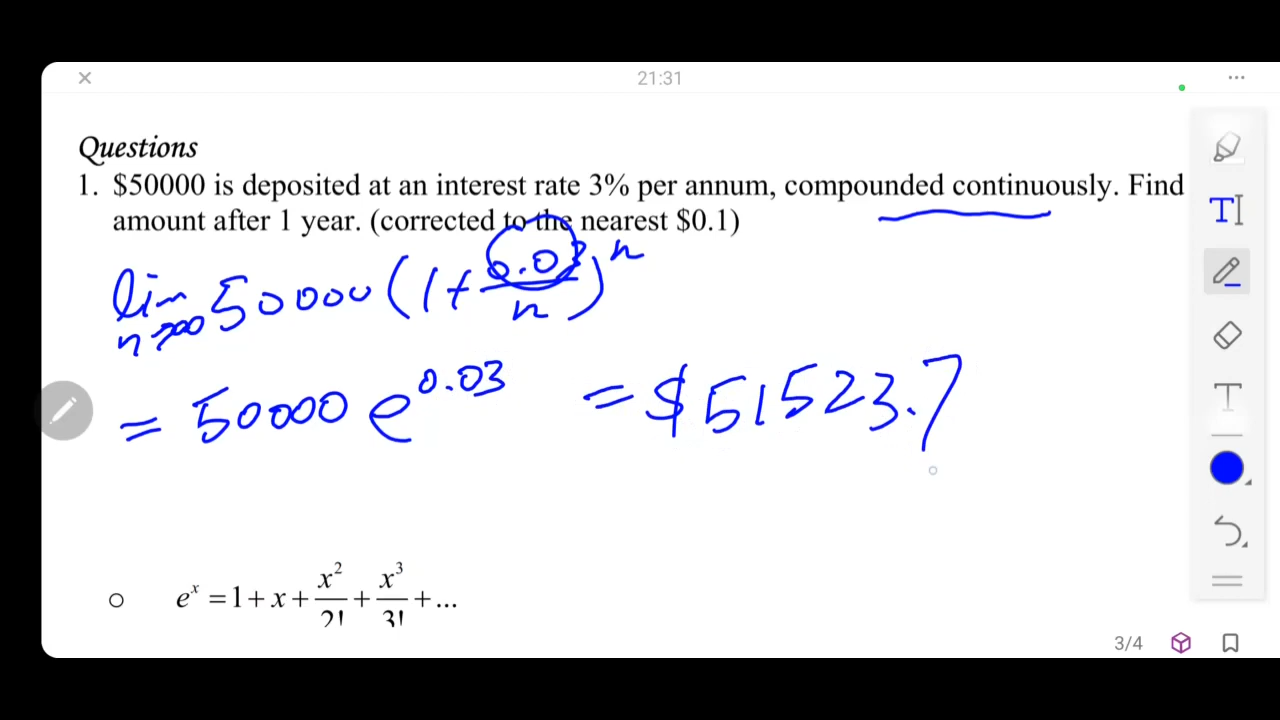 21:31
Questions
1. $50000 is deposited at an interest rate 3% per annum, compounded continuously. Find
amount after 1 year. (corrected to the nearest $0.1)
lim n→∞ 50000 (1 + 0.03/n)^n
= 50000 e^0.03 = $51523.7
○ e^x = 1 + x + x^2/2! + x^3/3! + ...
3/4